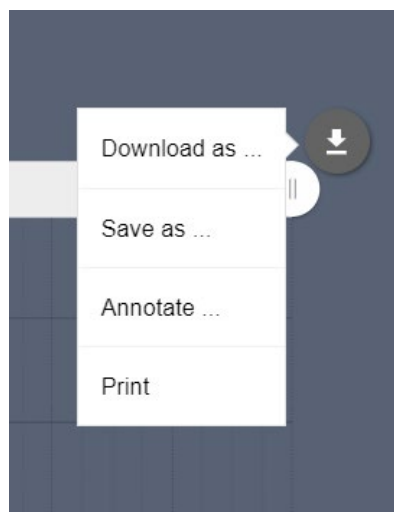 Download as ...
Save as ...
Annotate ...
Print